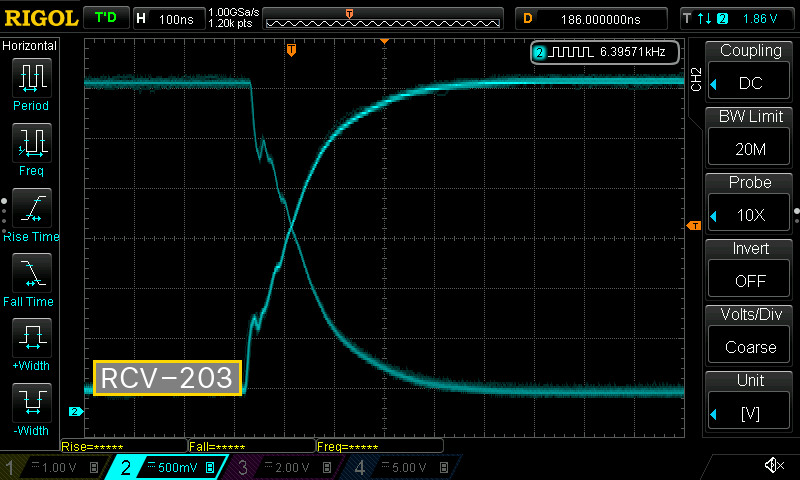 RIGOL T'D H 100ns 1.00GSa/s 1.20k pts D 186.000000ns T 2 1.86 V
Horizontal
Period
Freq
Rise Time
Fall Time
+Width
-Width
T
T
2 6.39571kHz
T
RCV-203
2
Rise=***** Fall=***** Freq=*****
1 1.00 V 2 500mV 3 2.00 V 4 5.00 V
CH2
Coupling
DC
BW Limit
20M
Probe
10X
Invert
OFF
Volts/Div
Coarse
Unit
[V]